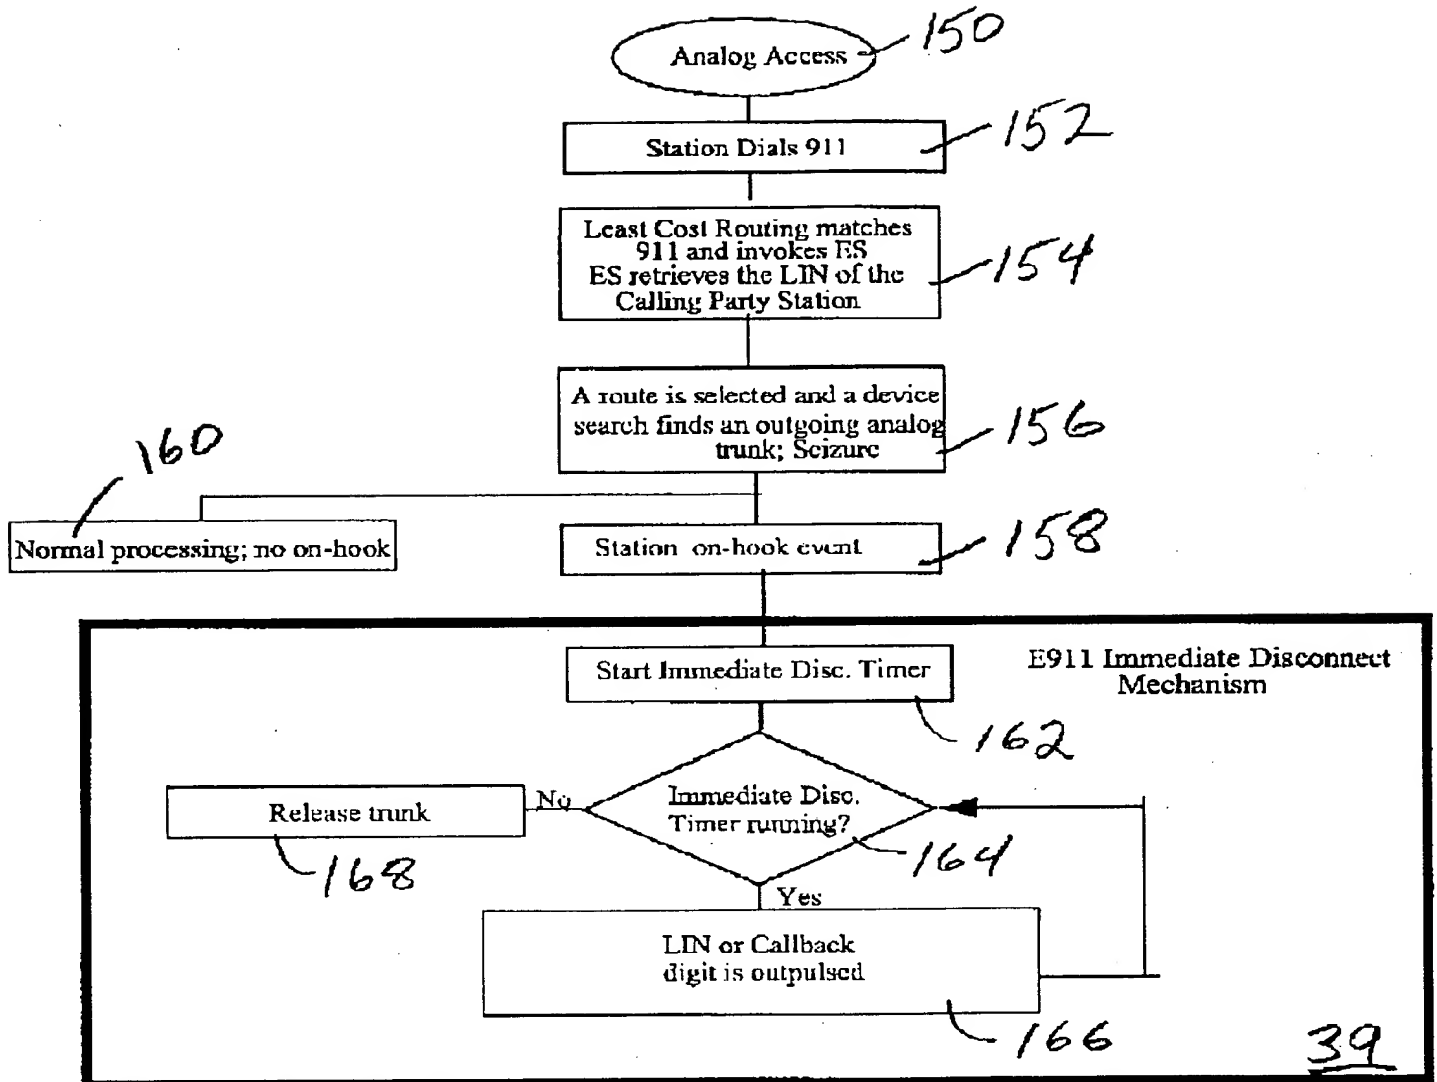 Analog Access
150
Station Dials 911
152
Least Cost Routing matches
911 and invokes ES
ES retrieves the LIN of the
Calling Party Station
154
A route is selected and a device
search finds an outgoing analog
trunk; Seizure
156
160
Normal processing; no on-hook
Station on-hook event
158
Start Immediate Disc. Timer
E911 Immediate Disconnect
Mechanism
162
Release trunk
No
Immediate Disc.
Timer running?
164
168
Yes
LIN or Callback
digit is outpulsed
166
39